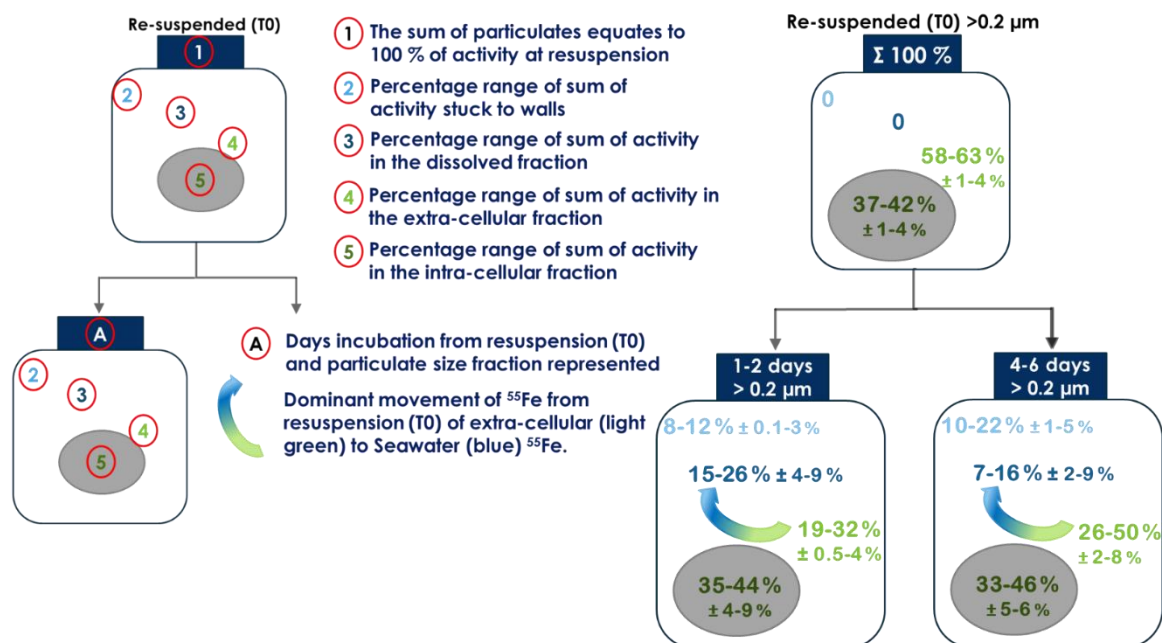 Re-suspended (T0)
1
2
3
4
5
1 The sum of particulates equates to
100 % of activity at resuspension
2 Percentage range of sum of
activity stuck to walls
3 Percentage range of sum of activity
in the dissolved fraction
4 Percentage range of sum of activity in
the extra-cellular fraction
5 Percentage range of sum of activity
in the intra-cellular fraction
A
2
3
4
5
A Days incubation from resuspension (T0)
and particulate size fraction represented
Dominant movement of ⁵⁵Fe from
resuspension (T0) of extra-cellular (light
green) to Seawater (blue) ⁵⁵Fe.
Re-suspended (T0) >0.2 µm
Σ 100 %
0
0
58-63%
± 1-4%
37-42%
± 1-4%
1-2 days
> 0.2 µm
8-12% ± 0.1-3%
15-26% ± 4-9%
19-32%
± 0.5-4%
35-44%
± 4-9%
4-6 days
> 0.2 µm
10-22% ± 1-5%
7-16% ± 2-9%
26-50%
± 2-8%
33-46%
± 5-6%